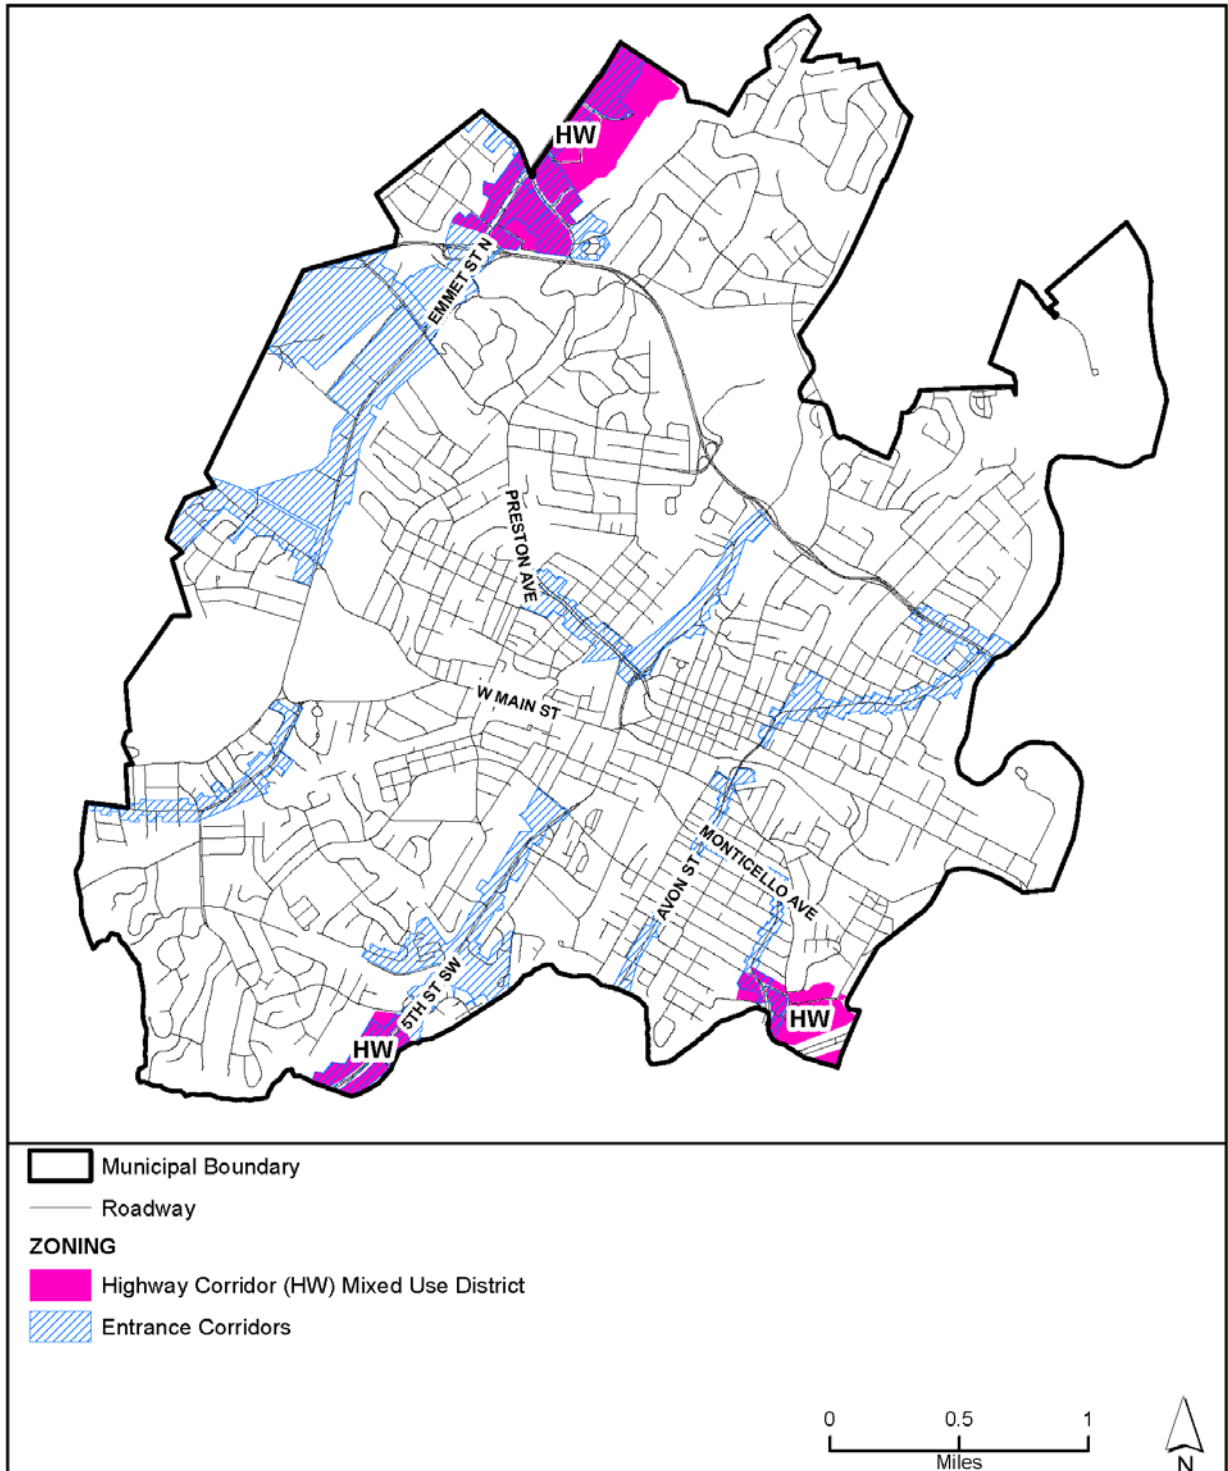 HW
EMMET ST N
PRESTON AVE
W MAIN ST
MONTICELLO AVE
AVON ST
5TH ST SW
HW
HW
Municipal Boundary
Roadway
ZONING
Highway Corridor (HW) Mixed Use District
Entrance Corridors
0 0.5 1
Miles
N